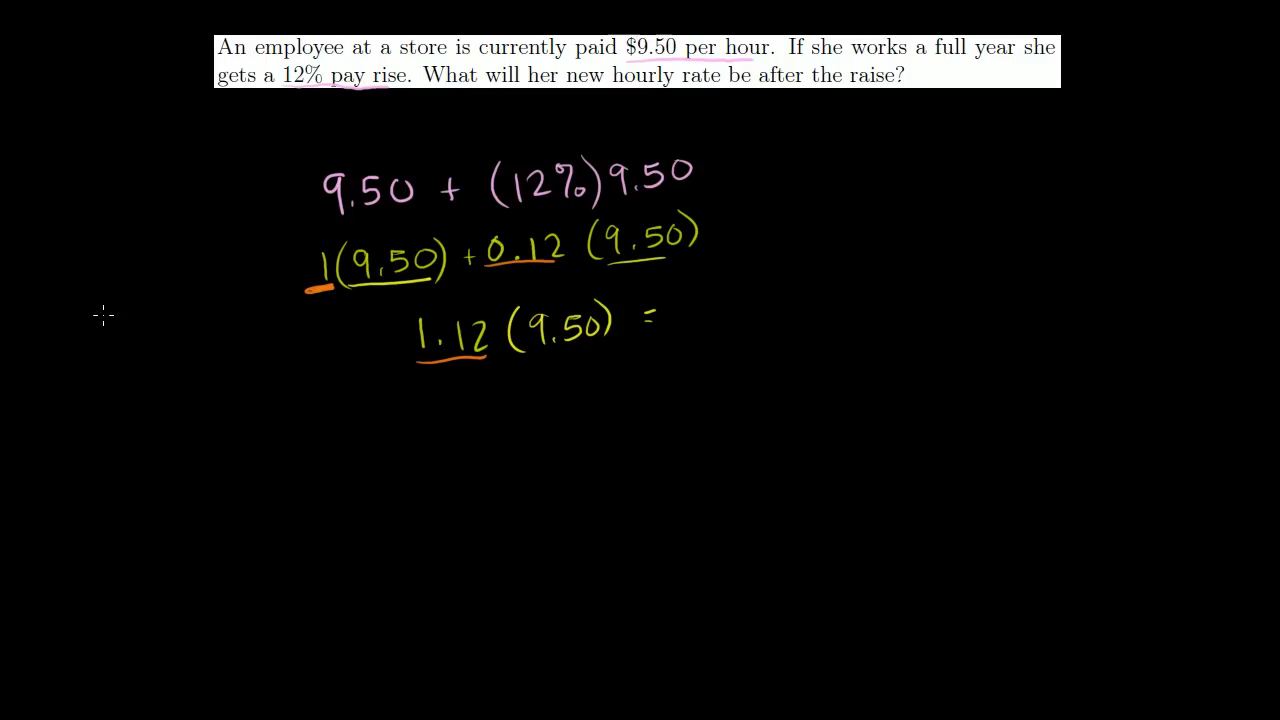 An employee at a store is currently paid $9.50 per hour. If she works a full year she
gets a 12% pay rise. What will her new hourly rate be after the raise?
9.50 + (12%)9.50
1(9.50) + 0.12 (9.50)
1.12 (9.50) =